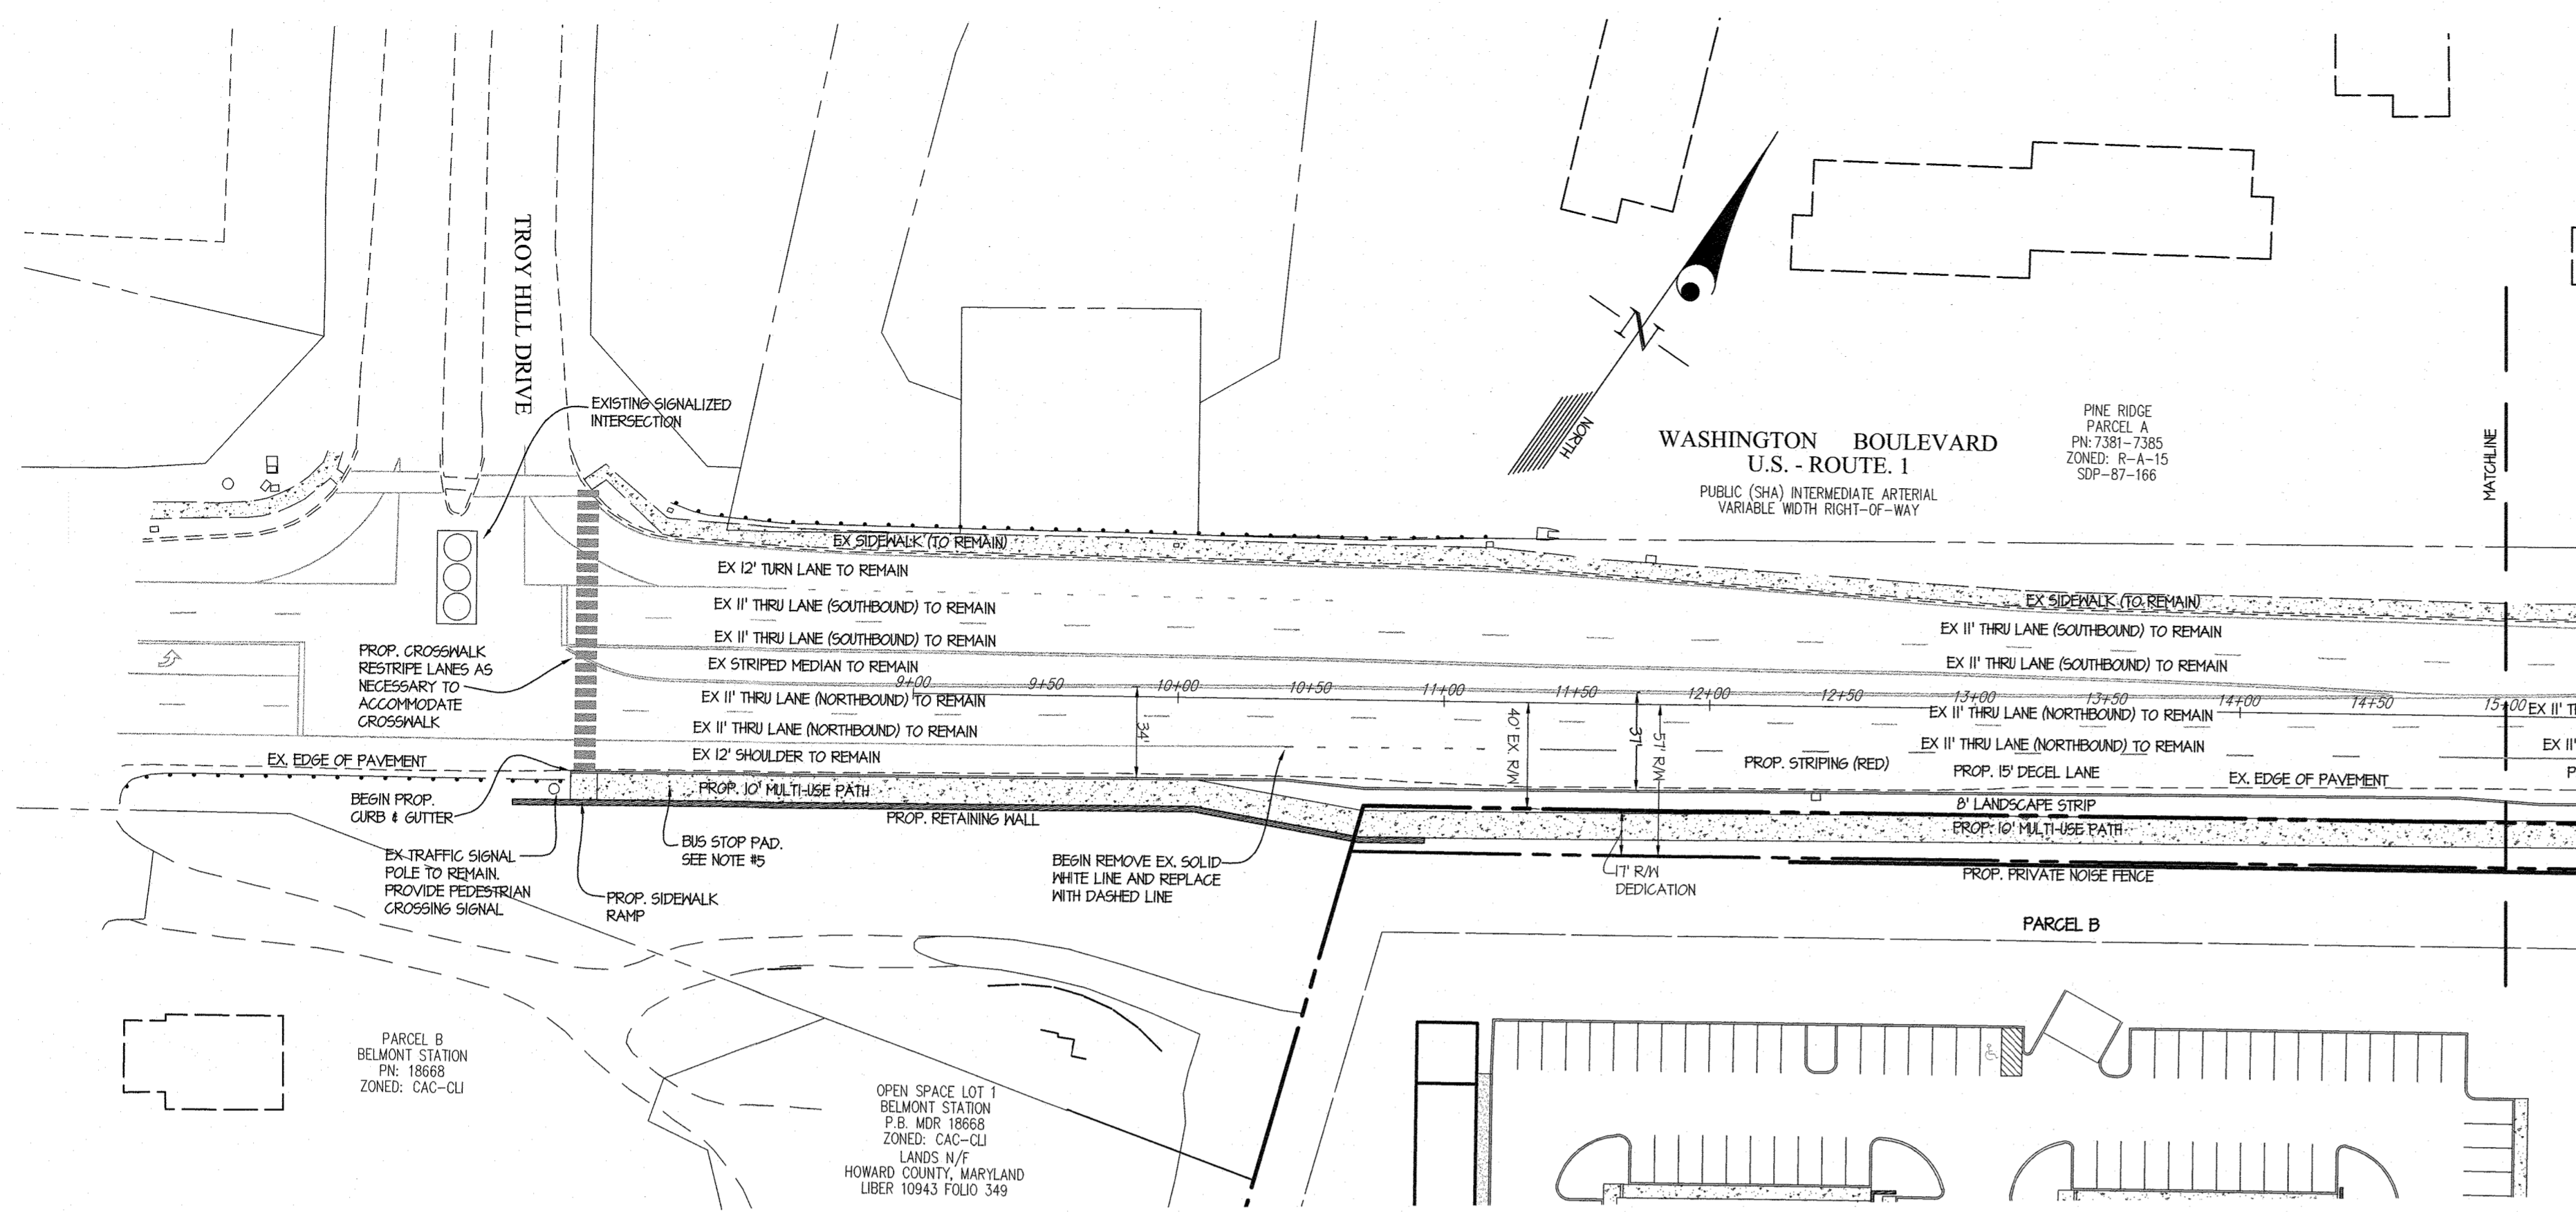 TROY HILL DRIVE
EXISTING SIGNALIZED
INTERSECTION
N
NORTH
WASHINGTON BOULEVARD
U.S. - ROUTE. 1
PUBLIC (SHA) INTERMEDIATE ARTERIAL
VARIABLE WIDTH RIGHT-OF-WAY
PINE RIDGE
PARCEL A
PN: 7381-7385
ZONED: R-A-15
SDP-87-166
MATCHLINE
EX SIDEWALK (TO REMAIN)
EX 12' TURN LANE TO REMAIN
EX 11' THRU LANE (SOUTHBOUND) TO REMAIN
EX 11' THRU LANE (SOUTHBOUND) TO REMAIN
EX STRIPED MEDIAN TO REMAIN
EX 11' THRU LANE (NORTHBOUND) TO REMAIN
EX 11' THRU LANE (NORTHBOUND) TO REMAIN
EX 12' SHOULDER TO REMAIN
EX SIDEWALK (TO REMAIN)
EX 11' THRU LANE (SOUTHBOUND) TO REMAIN
EX 11' THRU LANE (SOUTHBOUND) TO REMAIN
9+00 9+50 10+00 10+50 11+00 11+50 12+00 12+50 13+00 13+50 14+00 14+50 15+00
EX 11' THRU LANE (NORTHBOUND) TO REMAIN
EX 11' TH
EX 11' THRU LANE (NORTHBOUND) TO REMAIN
EX 11'
PROP. STRIPING (RED)
PROP. 15' DECEL LANE
P
EX. EDGE OF PAVEMENT
8' LANDSCAPE STRIP
PROP. 10' MULTI-USE PATH
PROP. PRIVATE NOISE FENCE
34'
40' EX. R/W
37'
57' R/W
17' R/W
DEDICATION
PROP. CROSSWALK
RESTRIPE LANES AS
NECESSARY TO
ACCOMMODATE
CROSSWALK
EX. EDGE OF PAVEMENT
BEGIN PROP.
CURB & GUTTER
PROP. 10' MULTI-USE PATH
PROP. RETAINING WALL
EX TRAFFIC SIGNAL
POLE TO REMAIN.
PROVIDE PEDESTRIAN
CROSSING SIGNAL
BUS STOP PAD.
SEE NOTE #5
PROP. SIDEWALK
RAMP
BEGIN REMOVE EX. SOLID
WHITE LINE AND REPLACE
WITH DASHED LINE
PARCEL B
PARCEL B
BELMONT STATION
PN: 18668
ZONED: CAC-CLI
OPEN SPACE LOT 1
BELMONT STATION
P.B. MDR 18668
ZONED: CAC-CLI
LANDS N/F
HOWARD COUNTY, MARYLAND
LIBER 10943 FOLIO 349